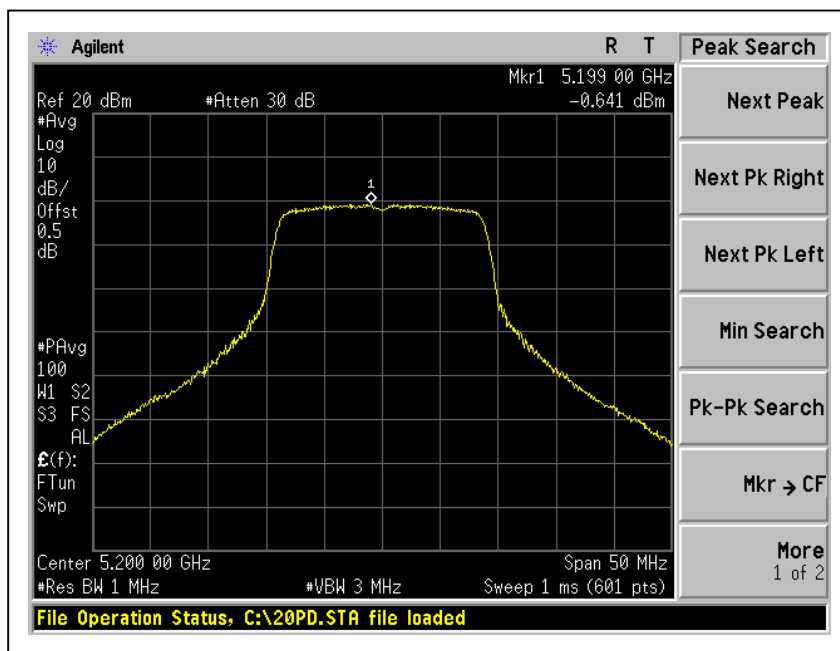 Agilent R T Peak Search
Mkr1 5.199 00 GHz
Ref 20 dBm #Atten 30 dB -0.641 dBm
#Avg
Log
10
dB/
Offst
0.5
dB
#PAvg
100
W1 S2
S3 FS
AL
£(f):
FTun
Swp
1
Center 5.200 00 GHz Span 50 MHz
#Res BW 1 MHz #VBW 3 MHz Sweep 1 ms (601 pts)
File Operation Status, C:\20PD.STA file loaded
Next Peak
Next Pk Right
Next Pk Left
Min Search
Pk-Pk Search
Mkr → CF
More
1 of 2